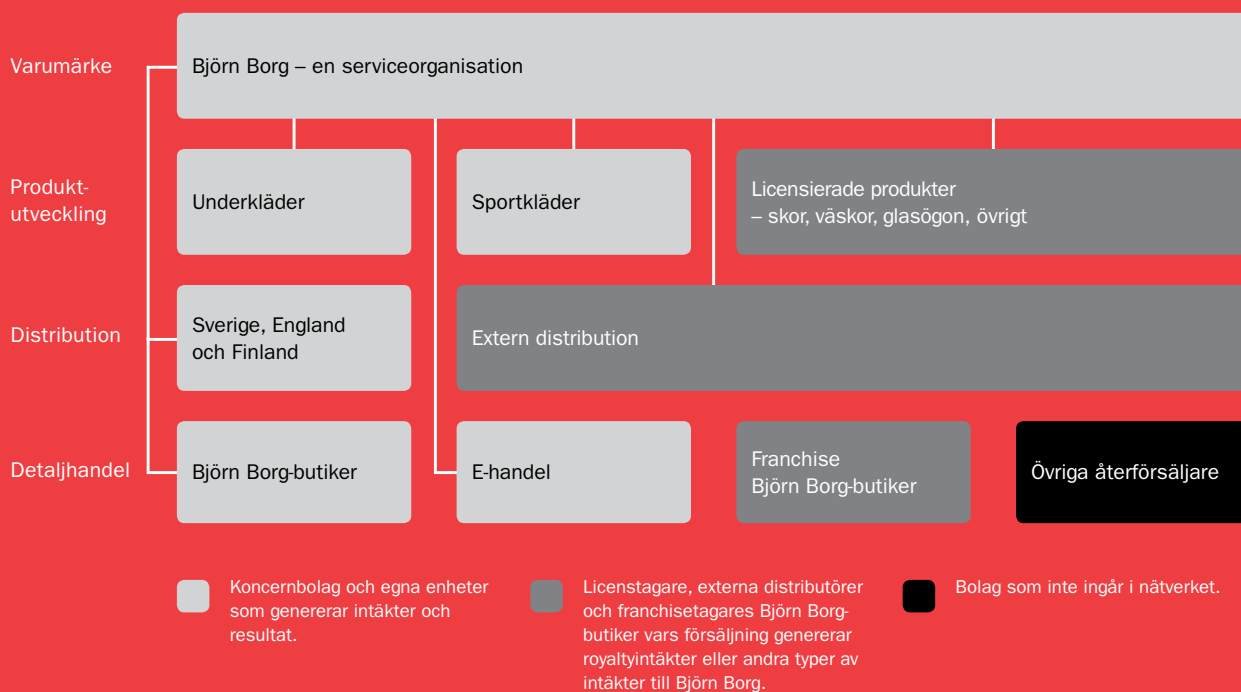 Varumärke
Björn Borg – en serviceorganisation
Produkt-
utveckling
Underkläder
Sportkläder
Licensierade produkter
– skor, väskor, glasögon, övrigt
Distribution
Sverige, England
och Finland
Extern distribution
Detaljhandel
Björn Borg-butiker
E-handel
Franchise
Björn Borg-butiker
Övriga återförsäljare
Koncernbolag och egna enheter
som genererar intäkter och
resultat.
Licenstagare, externa distributörer
och franchisetagares Björn Borg-
butiker vars försäljning genererar
royaltyintäkter eller andra typer av
intäkter till Björn Borg.
Bolag som inte ingår i nätverket.